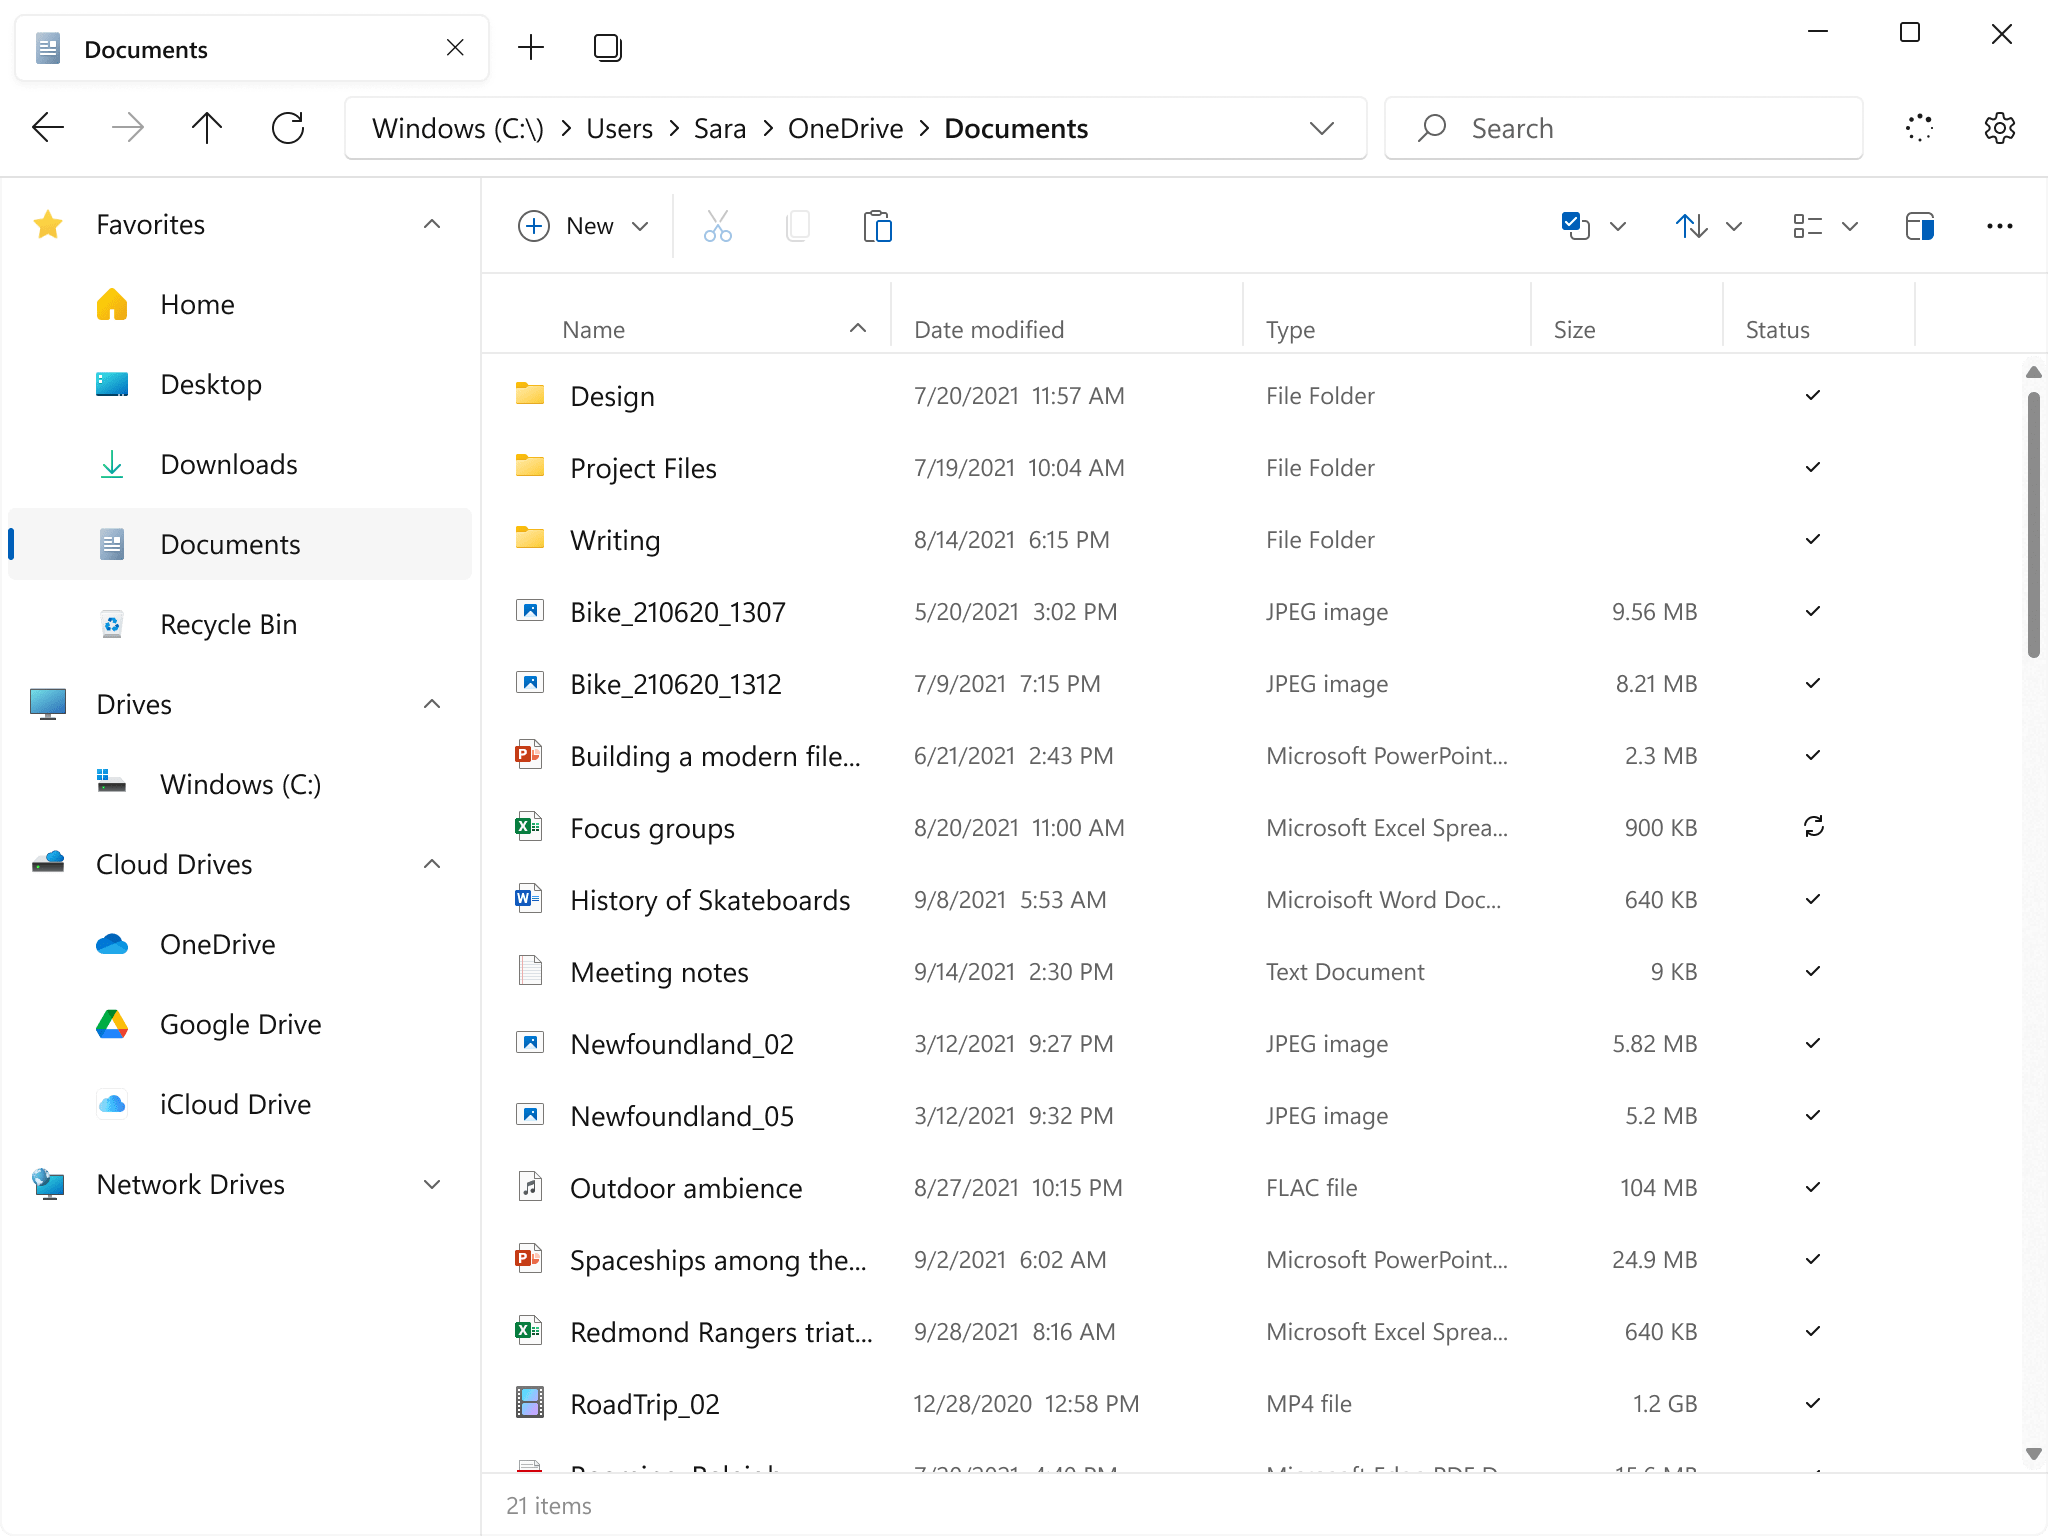 Documents
Windows (C:\) > Users > Sara > OneDrive > Documents
Search
Favorites
Home
Desktop
Downloads
Documents
Recycle Bin
Drives
Windows (C:)
Cloud Drives
OneDrive
Google Drive
iCloud Drive
Network Drives
New
Name Date modified Type Size Status
Design 7/20/2021 11:57 AM File Folder
Project Files 7/19/2021 10:04 AM File Folder
Writing 8/14/2021 6:15 PM File Folder
Bike_210620_1307 5/20/2021 3:02 PM JPEG image 9.56 MB
Bike_210620_1312 7/9/2021 7:15 PM JPEG image 8.21 MB
Building a modern file... 6/21/2021 2:43 PM Microsoft PowerPoint... 2.3 MB
Focus groups 8/20/2021 11:00 AM Microsoft Excel Sprea... 900 KB
History of Skateboards 9/8/2021 5:53 AM Microisoft Word Doc... 640 KB
Meeting notes 9/14/2021 2:30 PM Text Document 9 KB
Newfoundland_02 3/12/2021 9:27 PM JPEG image 5.82 MB
Newfoundland_05 3/12/2021 9:32 PM JPEG image 5.2 MB
Outdoor ambience 8/27/2021 10:15 PM FLAC file 104 MB
Spaceships among the... 9/2/2021 6:02 AM Microsoft PowerPoint... 24.9 MB
Redmond Rangers triat... 9/28/2021 8:16 AM Microsoft Excel Sprea... 640 KB
RoadTrip_02 12/28/2020 12:58 PM MP4 file 1.2 GB
21 items